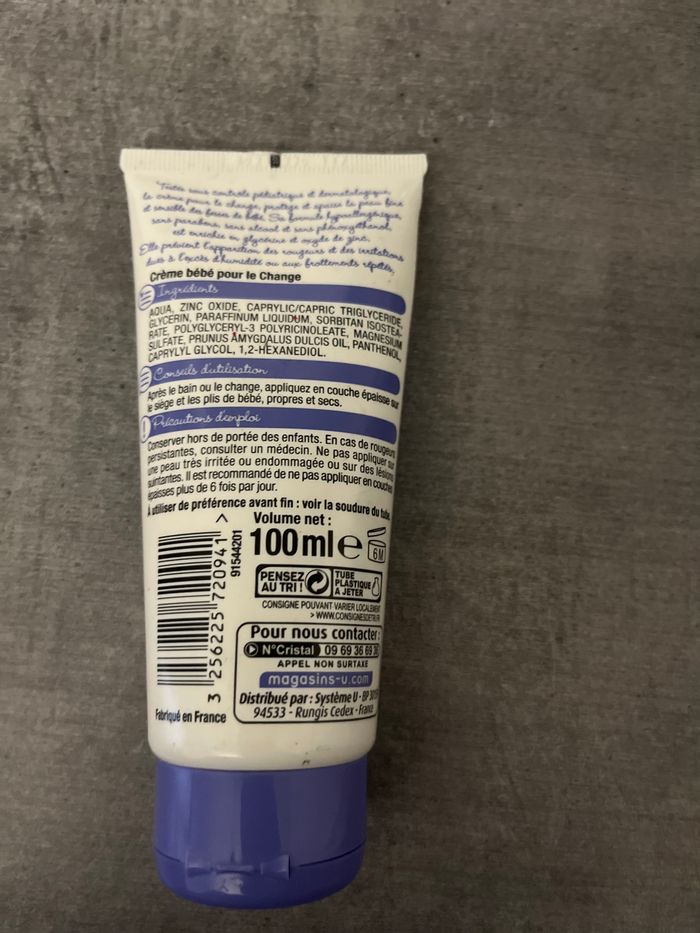 Testée sous contrôle pédiatrique et dermatologique,
la crème pour le change, protège et apaise la peau fine
et sensible des fesses de bébé. Sa formule hypoallergénique,
sans paraben, sans alcool et sans phénoxyéthanol,
est enrichie en glycérine et oxyde de zinc.
Elle prévient l'apparition des rougeurs et des irritations
dues à l'excès d'humidité ou aux frottements répétés.
Crème bébé pour le Change
Ingrédients
AQUA, ZINC OXIDE, CAPRYLIC/CAPRIC TRIGLYCERIDE,
GLYCERIN, PARAFFINUM LIQUIDUM, SORBITAN ISOSTEA-
RATE, POLYGLYCERYL-3 POLYRICINOLEATE, MAGNESIUM
SULFATE, PRUNUS AMYGDALUS DULCIS OIL, PANTHENOL,
CAPRYLYL GLYCOL, 1,2-HEXANEDIOL.
Conseils d'utilisation
Après le bain ou le change, appliquez en couche épaisse sur
le siège et les plis de bébé, propres et secs.
Précautions d'emploi
Conserver hors de portée des enfants. En cas de rougeurs
persistantes, consulter un médecin. Ne pas appliquer sur
une peau très irritée ou endommagée ou sur des lésions
suintantes. Il est recommandé de ne pas appliquer en couches
épaisses plus de 6 fois par jour.
À utiliser de préférence avant fin : voir la soudure du tube.
Volume net :
100 ml e
6M
91544201
3 256225 720941 >
PENSEZ
AU TRI !
TUBE
PLASTIQUE
À JETER
CONSIGNE POUVANT VARIER LOCALEMENT
> WWW.CONSIGNESDETRI.FR
Pour nous contacter :
N°Cristal 09 69 36 69 36
APPEL NON SURTAXÉ
magasins-u.com
Distribué par : Système U - BP 30159
94533 - Rungis Cedex - France
Fabriqué en France